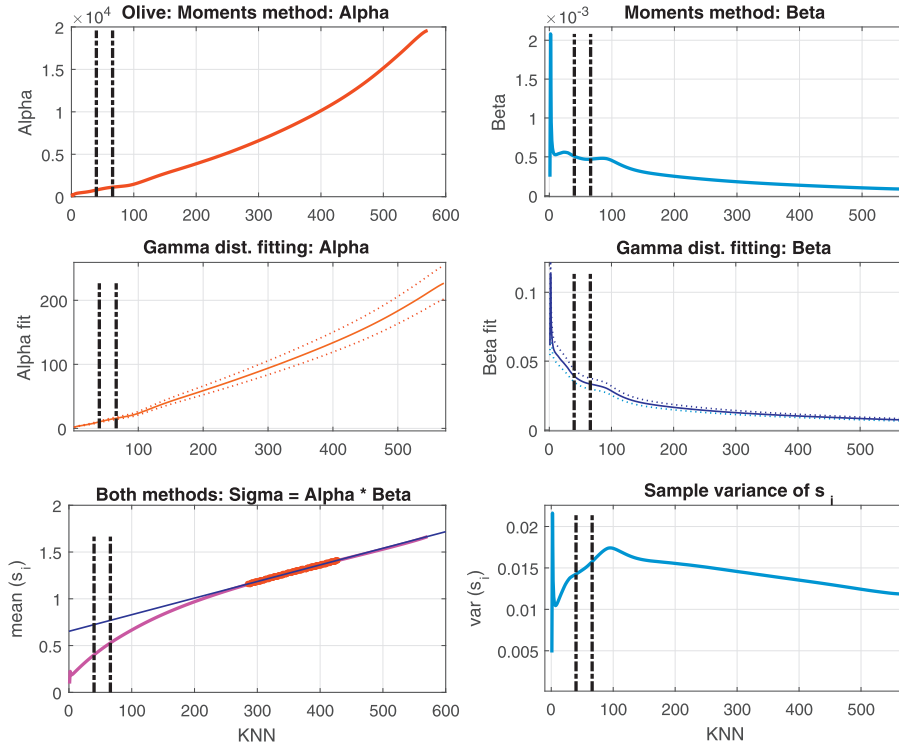 Olive: Moments method: Alpha
×10⁴
2
1.5
1
0.5
0
Alpha
0 100 200 300 400 500 600
Moments method: Beta
×10⁻³
2
1.5
1
0.5
0
Beta
0 100 200 300 400 500
Gamma dist. fitting: Alpha
200
100
0
Alpha fit
100 200 300 400 500
Gamma dist. fitting: Beta
0.1
0.05
0
Beta fit
0 100 200 300 400 500
Both methods: Sigma = Alpha * Beta
2
1.5
1
0.5
0
mean (s_i)
0 100 200 300 400 500 600
KNN
Sample variance of s_i
0.02
0.015
0.01
0.005
var (s_i)
0 100 200 300 400 500
KNN